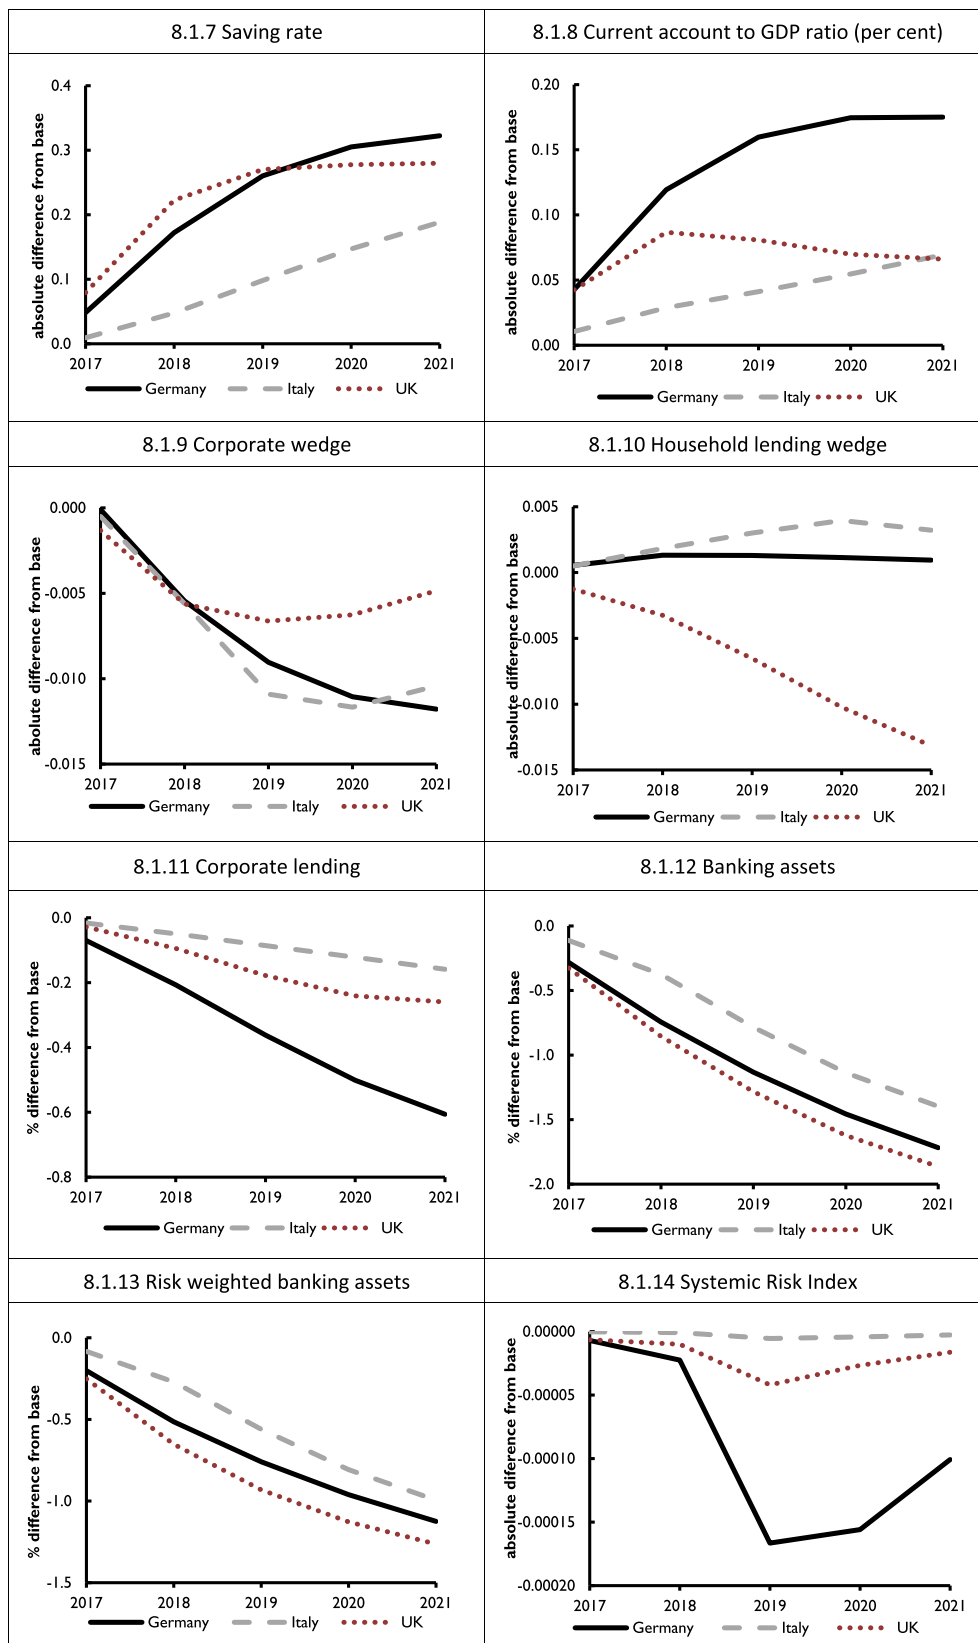 8.1.7 Saving rate
8.1.8 Current account to GDP ratio (per cent)
absolute difference from base
0.4
0.3
0.2
0.1
0.0
2017 2018 2019 2020 2021
Germany Italy UK
absolute difference from base
0.20
0.15
0.10
0.05
0.00
2017 2018 2019 2020 2021
Germany Italy UK
8.1.9 Corporate wedge
8.1.10 Household lending wedge
abolute difference from base
0.000
-0.005
-0.010
-0.015
2017 2018 2019 2020 2021
Germany Italy UK
absolute difference from base
0.005
0.000
-0.005
-0.010
-0.015
2017 2018 2019 2020 2021
Germany Italy UK
8.1.11 Corporate lending
8.1.12 Banking assets
% difference from base
0.0
-0.2
-0.4
-0.6
-0.8
2017 2018 2019 2020 2021
Germany Italy UK
% difference from base
0.0
-0.5
-1.0
-1.5
-2.0
2017 2018 2019 2020 2021
Germany Italy UK
8.1.13 Risk weighted banking assets
8.1.14 Systemic Risk Index
% difference from base
0.0
-0.5
-1.0
-1.5
2017 2018 2019 2020 2021
Germany Italy UK
absolute diference from base
0.00000
-0.00005
-0.00010
-0.00015
-0.00020
2017 2018 2019 2020 2021
Germany Italy UK